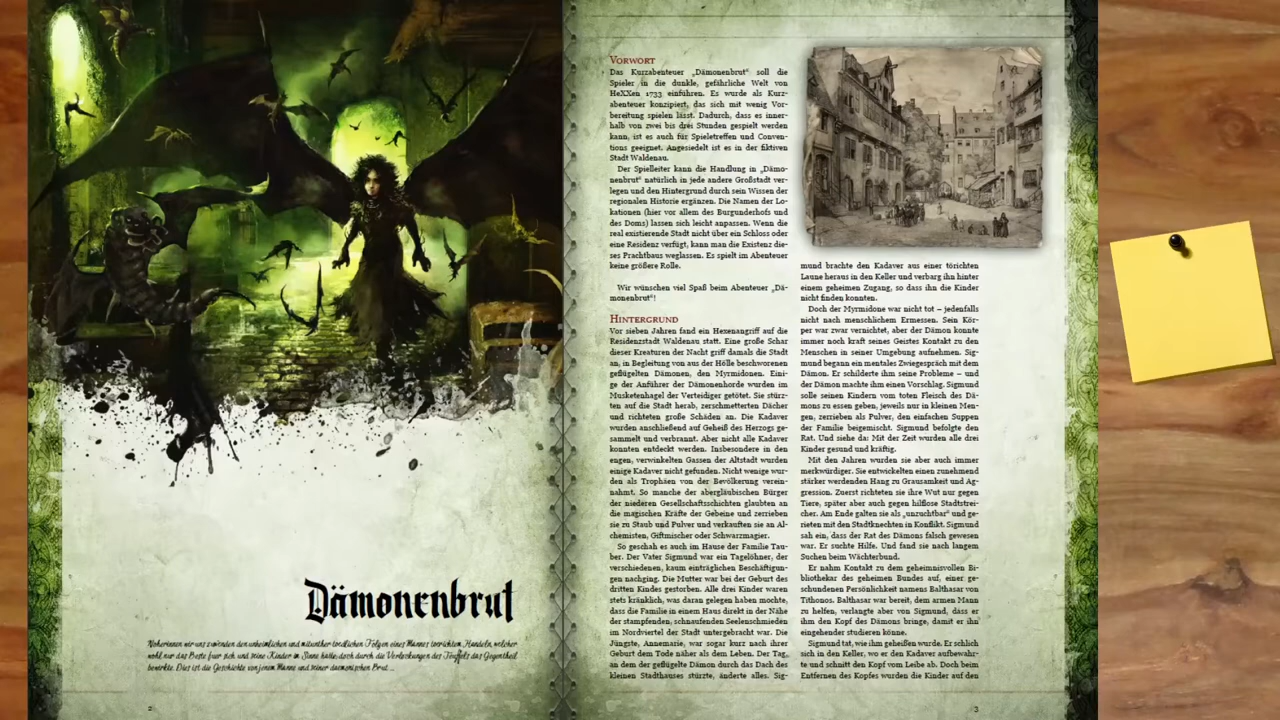 Dämonenbrut
2
Vorwort
Das Kurzabenteuer „Dämonenbrut“ soll die
Spieler in die dunkle, gefährliche Welt von
HeXXen 1733 einführen. Es wurde als Kurz-
abenteuer konzipiert, das sich mit wenig Vor-
bereitung spielen lässt. Dadurch, dass es inner-
halb von zwei bis drei Stunden gespielt werden
kann, ist es auch für Spieletreffen und Conven-
tions geeignet. Angesiedelt ist es in der fiktiven
Stadt Waldenau.
Der Spielleiter kann die Handlung in „Dämo-
nenbrut“ natürlich in jede andere Großstadt ver-
legen und den Hintergrund durch sein Wissen der
regionalen Historie ergänzen. Die Namen der Lo-
kationen (hier vor allem des Burgunderhofs und
des Doms) lassen sich leicht anpassen. Wenn die
real existierende Stadt nicht über ein Schloss oder
eine Residenz verfügt, kann man die Existenz die-
ses Prachtbaus weglassen. Es spielt im Abenteuer
keine größere Rolle.
Wir wünschen viel Spaß beim Abenteuer „Dä-
monenbrut“!
Hintergrund
Vor sieben Jahren fand ein Hexenangriff auf die
Residenzstadt Waldenau statt. Eine große Schar
dieser Kreaturen der Nacht griff damals die Stadt
an, in Begleitung von aus der Hölle beschworenen
geflügelten Dämonen, den Myrmidonen. Eini-
ge der Anführer der Dämonenhorde wurden im
Musketenhagel der Verteidiger getötet. Sie stürz-
ten auf die Stadt herab, zerschmetterten Dächer
und richteten große Schäden an. Die Kadaver
wurden anschließend auf Geheiß des Herzogs ge-
sammelt und verbrannt. Aber nicht alle Kadaver
konnten entdeckt werden. Insbesondere in den
engen, verwinkelten Gassen der Altstadt wurden
einige Kadaver nicht gefunden. Nicht wenige wur-
den als Trophäen von der Bevölkerung verein-
nahmt. So manche der abergläubischen Bürger
der niederen Gesellschaftsschichten glaubten an
die magischen Kräfte der Gebeine und zerrieben
sie zu Staub und Pulver und verkauften sie an Al-
chemisten, Giftmischer oder Schwarzmagier.
So geschah es auch im Hause der Familie Tau-
ber. Der Vater Sigmund war ein Tagelöhner, der
verschiedenen, kaum einträglichen Beschäftigun-
gen nachging. Die Mutter war bei der Geburt des
dritten Kindes gestorben. Alle drei Kinder waren
stets kränklich, was daran gelegen haben mochte,
dass die Familie in einem Haus direkt in der Nähe
der stampfenden, schnaufenden Seelenschmieden
im Nordviertel der Stadt untergebracht war. Die
Jüngste, Annemarie, war sogar kurz nach ihrer
Geburt dem Tode näher als dem Leben. Der Tag,
an dem der geflügelte Dämon durch das Dach des
kleinen Stadthauses stürzte, änderte alles. Sig-
mund brachte den Kadaver aus einer törichten
Laune heraus in den Keller und verbarg ihn hinter
einem geheimen Zugang, so dass ihn die Kinder
nicht finden konnten.
Doch der Myrmidone war nicht tot – jedenfalls
nicht nach menschlichem Ermessen. Sein Kör-
per war zwar vernichtet, aber der Dämon konnte
immer noch kraft seines Geistes Kontakt zu den
Menschen in seiner Umgebung aufnehmen. Sig-
mund begann ein mentales Zwiegespräch mit dem
Dämon. Er schilderte ihm seine Probleme – und
der Dämon machte ihm einen Vorschlag. Sigmund
solle seinen Kindern vom toten Fleisch des Dä-
mons zu essen geben, jeweils nur in kleinen Men-
gen, zerrieben als Pulver, den einfachen Suppen
der Familie beigemischt. Sigmund befolgte den
Rat. Und siehe da: Mit der Zeit wurden alle drei
Kinder gesund und kräftig.
Mit den Jahren wurden sie aber auch immer
merkwürdiger. Sie entwickelten einen zunehmend
stärker werdenden Hang zu Grausamkeit und Ag-
gression. Zuerst richteten sie ihre Wut nur gegen
Tiere, später aber auch gegen hilflose Stadtstrei-
cher. Am Ende galten sie als „unzuchtbar“ und ge-
rieten mit den Stadtknechten in Konflikt. Sigmund
sah ein, dass der Rat des Dämons falsch gewesen
war. Er suchte Hilfe. Und fand sie nach langem
Suchen beim Wächterbund.
Er nahm Kontakt zu dem geheimnisvollen Bi-
bliothekar des geheimen Bundes auf, einer ge-
schundenen Persönlichkeit namens Balthasar von
Tithonos. Balthasar war bereit, dem armen Mann
zu helfen, verlangte aber von Sigmund, dass er
ihm den Kopf des Dämons bringe, damit er ihn
eingehender studieren könne.
Sigmund tat, wie ihm geheißen wurde. Er schlich
sich in den Keller, wo er den Kadaver aufbewahr-
te und schnitt den Kopf vom Leibe ab. Doch beim
Entfernen des Kopfes wurden die Kinder auf den
3